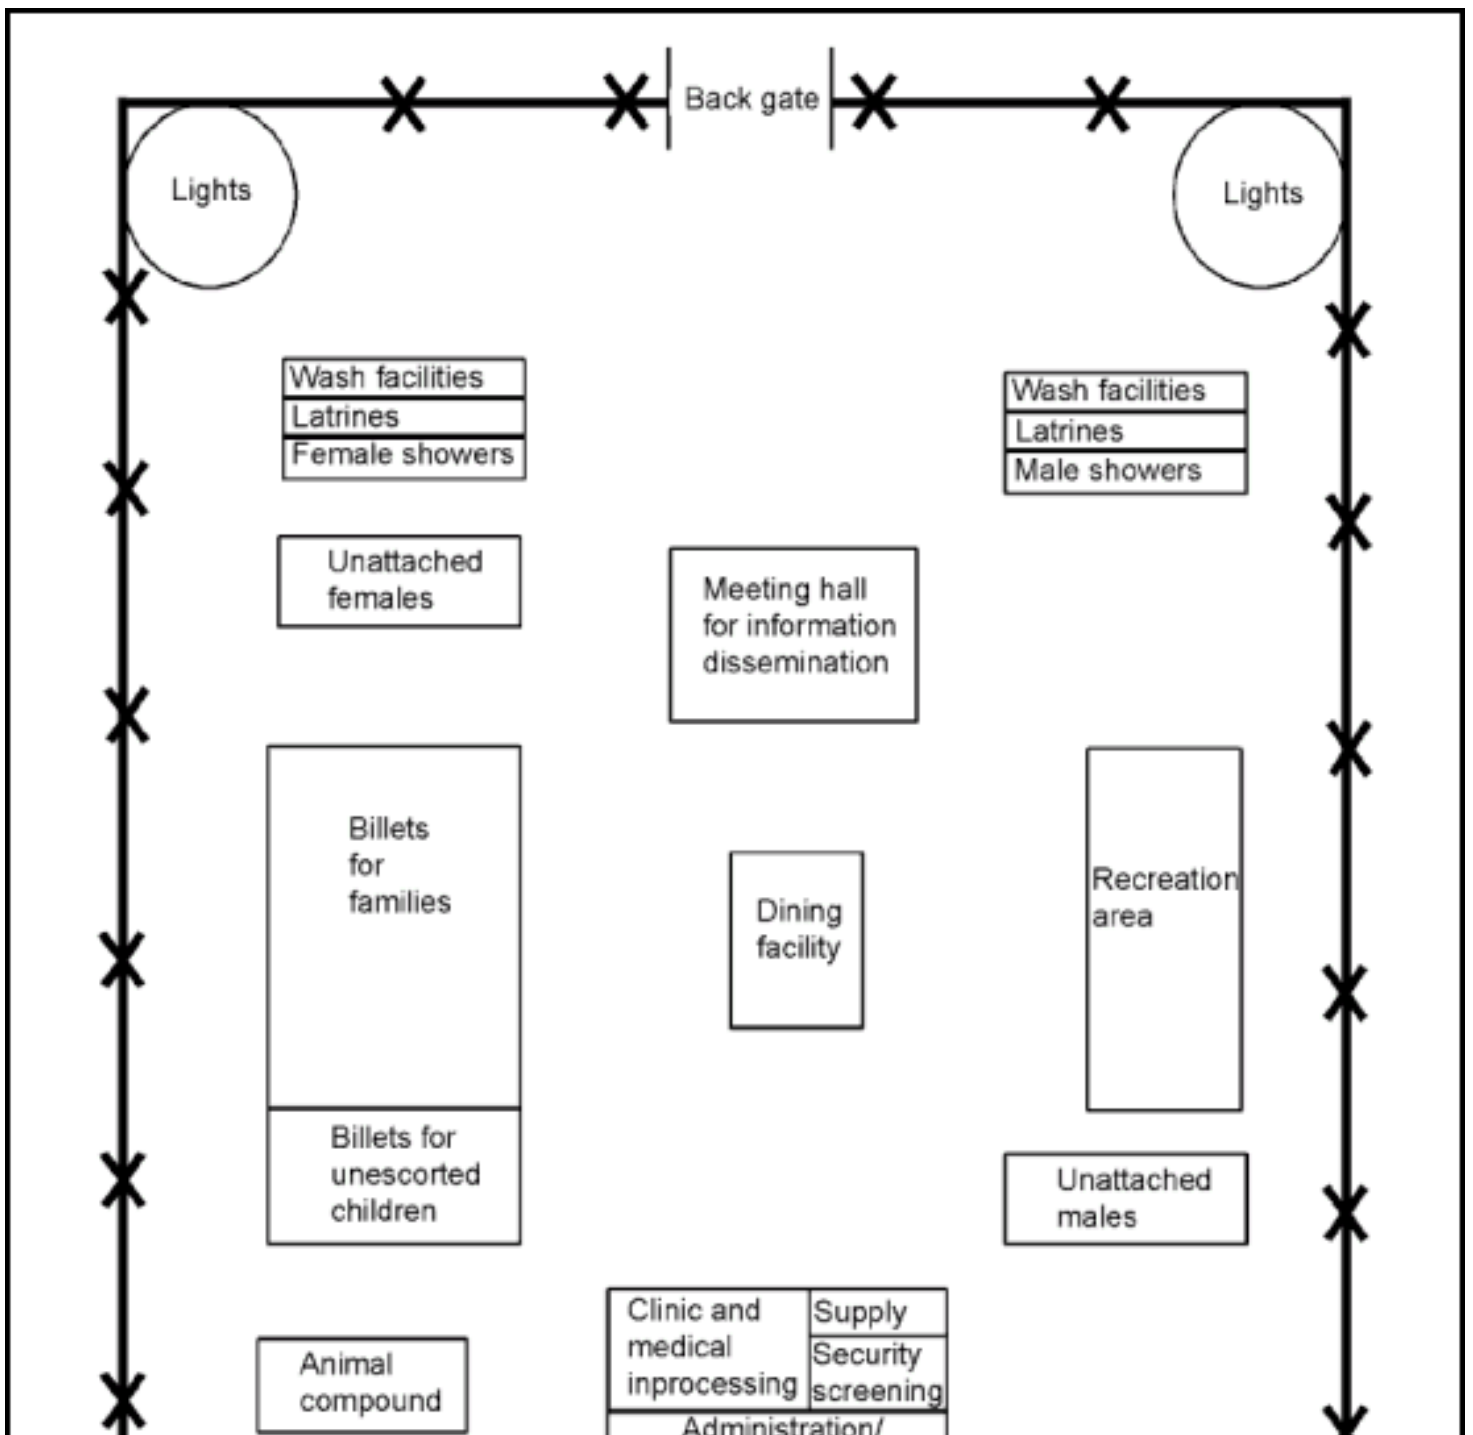 Back gate
Lights
Lights
Wash facilities
Latrines
Female showers
Wash facilities
Latrines
Male showers
Unattached
females
Meeting hall
for information
dissemination
Billets
for
families
Dining
facility
Recreation
area
Billets for
unescorted
children
Unattached
males
Clinic and
medical
inprocessing
Supply
Security
screening
Animal
compound
Administration/